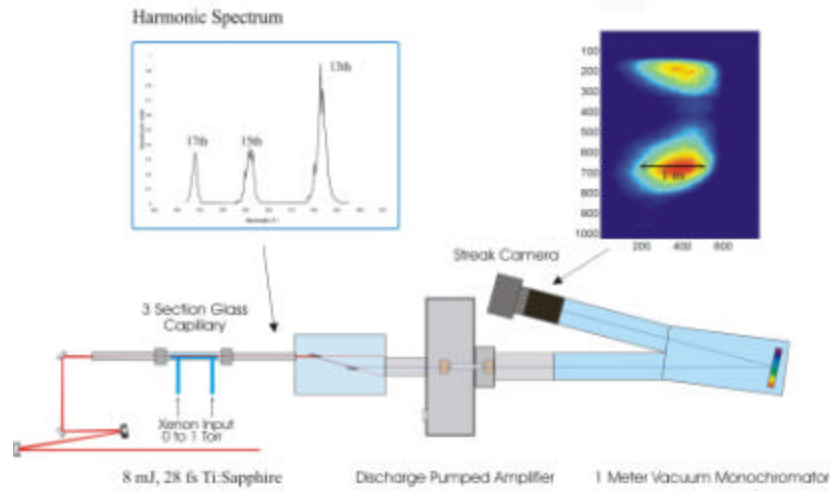 Harmonic Spectrum
13th
17th
15th
100
200
300
400
500
600
700
800
900
1000
200
400
600
Streak Camera
3 Section Glass
Capillary
Xenon Input
0 to 1 Torr
8 mJ, 28 fs Ti:Sapphire
Discharge Pumped Amplifier
1 Meter Vacuum Monochromator